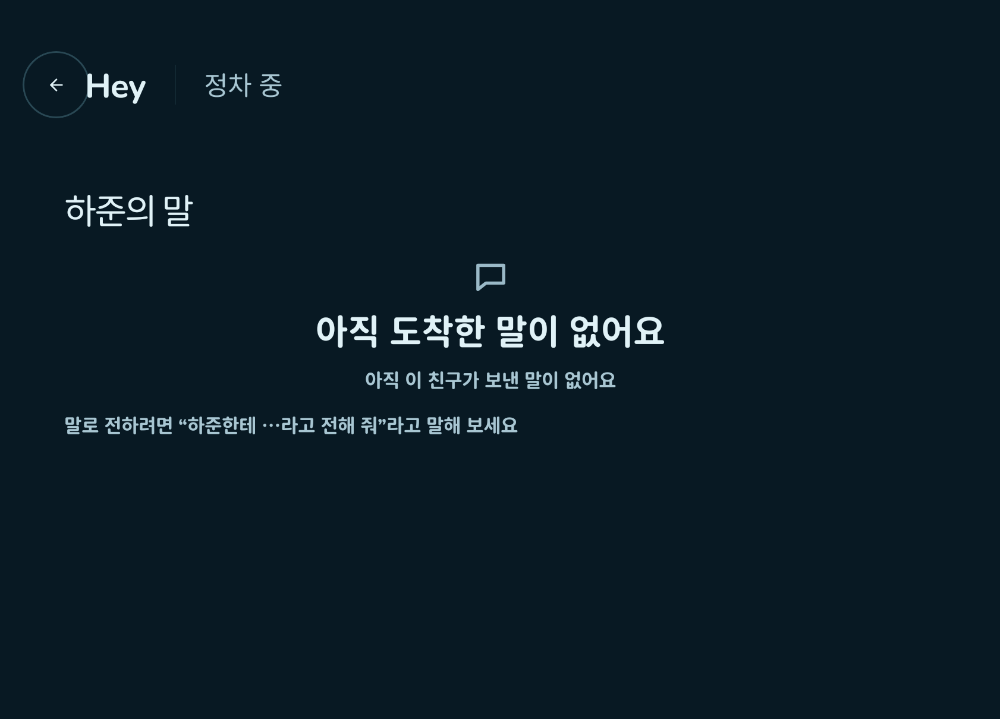 Hey 정차 중
하준의 말
아직 도착한 말이 없어요
아직 이 친구가 보낸 말이 없어요
말로 전하려면 “하준한테 …라고 전해 줘”라고 말해 보세요